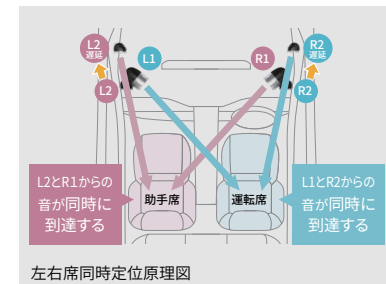 L2
遅延
L1
R1
R2
遅延
L2
R2
L2とR1からの
音が同時に
到達する
助手席
運転席
L1とR2からの
音が同時に
到達する
左右席同時定位原理図